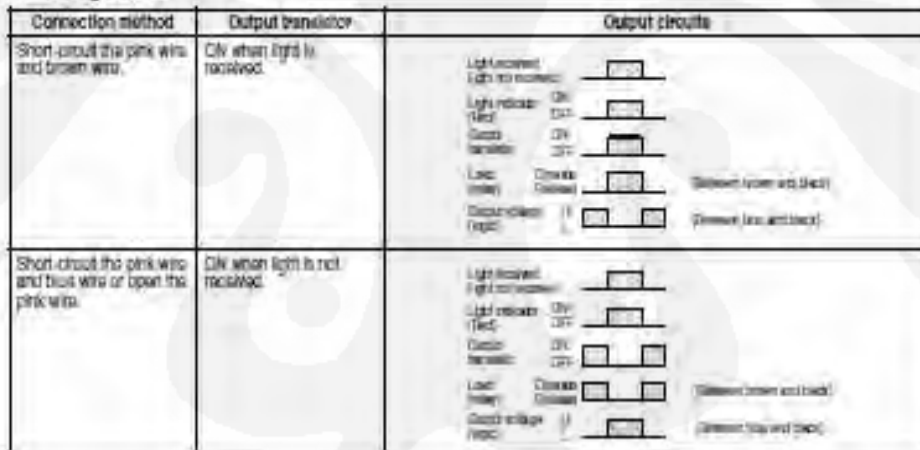 Connection method
Output transistor
Output circuits
Short-circuit the pink wire
and brown wire.
ON when light is
received.
Light received
Light not received
Light indicator ON
(Red) OFF
Output ON
transistor OFF
Load Operate
(relay) Release
(Between brown and black)
Output voltage H
(logic) L
(Between blue and black)
Short-circuit the pink wire
and blue wire or open the
pink wire.
ON when light is not
received.
Light received
Light not received
Light indicator ON
(Red) OFF
Output ON
transistor OFF
Load Operate
(relay) Release
(Between brown and black)
Output voltage H
(logic) L
(Between blue and black)